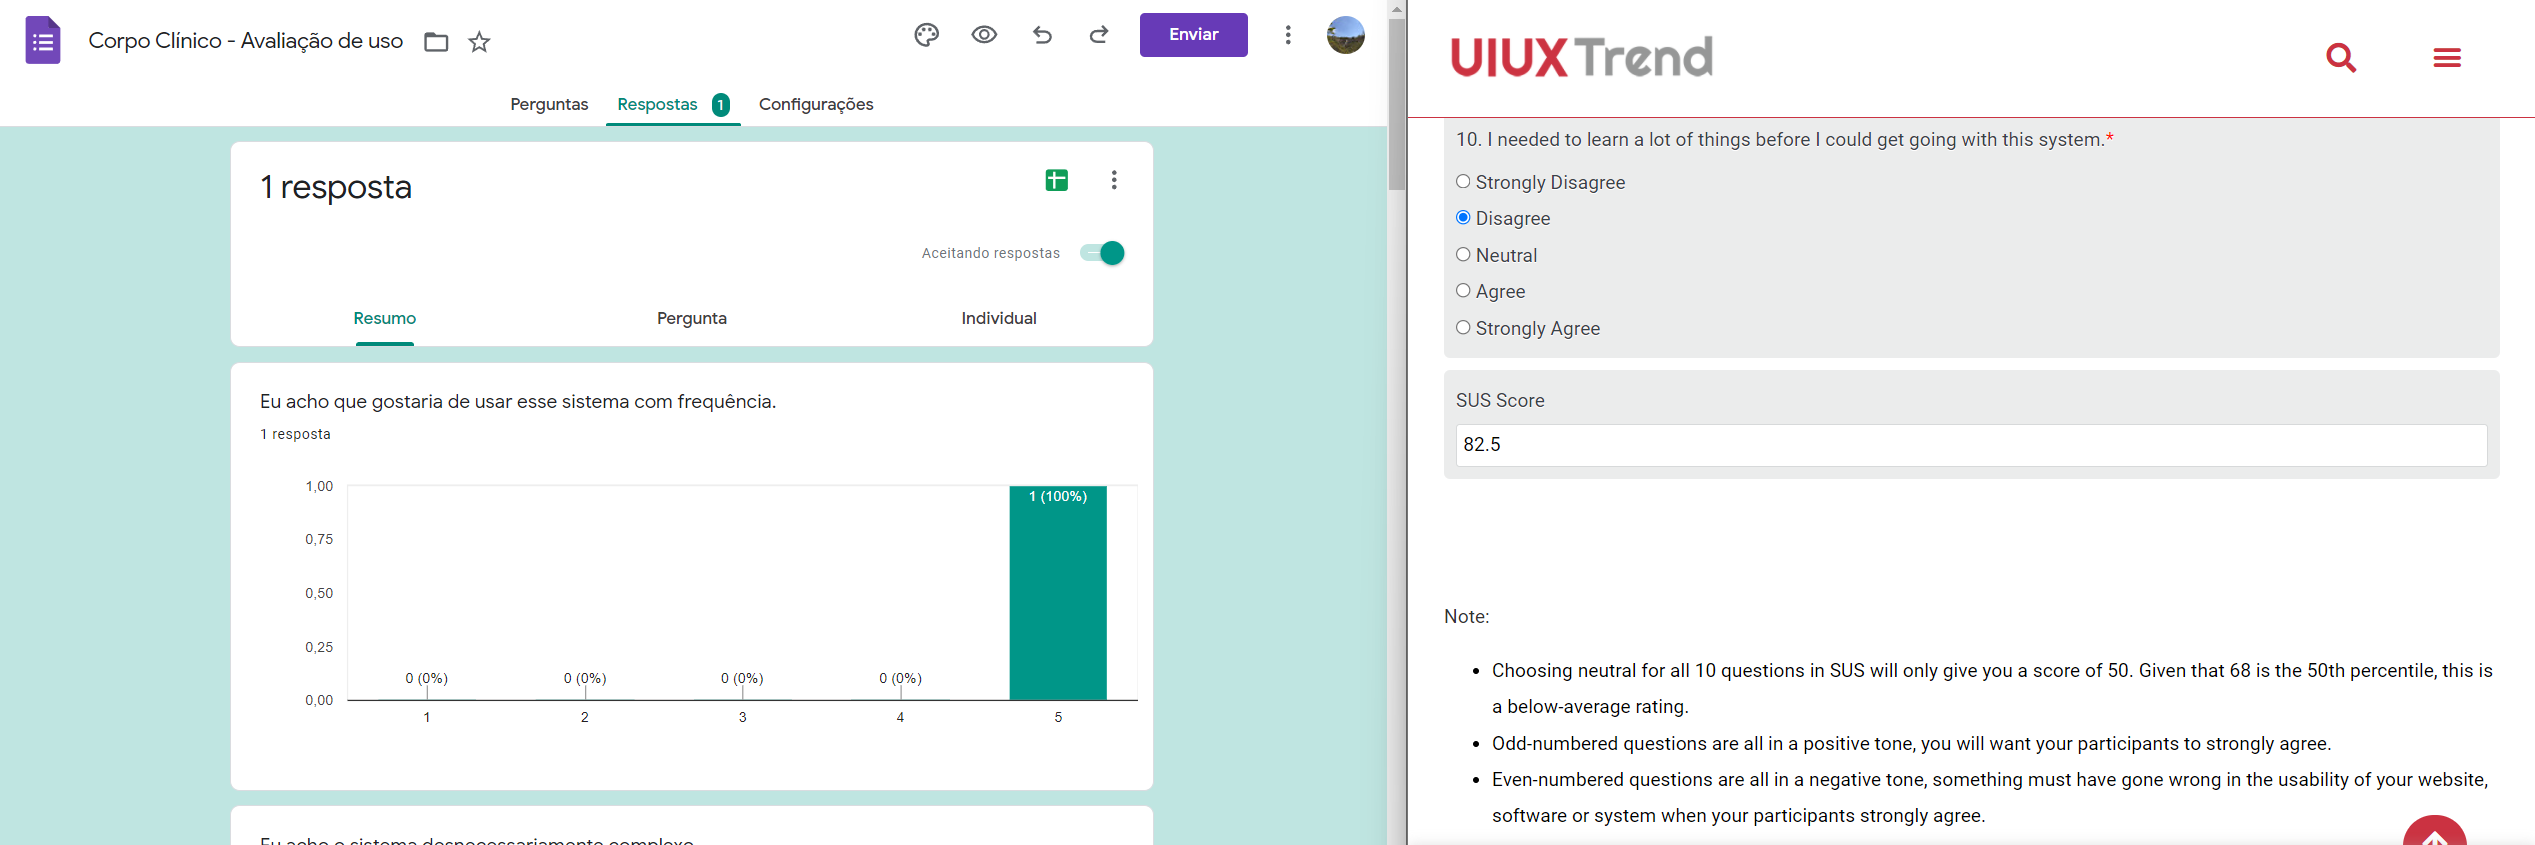 Corpo Clínico - Avaliação de uso
Enviar
Perguntas
Respostas 1
Configurações
1 resposta
Aceitando respostas
Resumo
Pergunta
Individual
Eu acho que gostaria de usar esse sistema com frequência.
1 resposta
1,00
0,75
0,50
0,25
0,00
0 (0%)
0 (0%)
0 (0%)
0 (0%)
1 (100%)
1
2
3
4
5
Eu acho o sistema desnecessariamente complexo.
UIUXTrend
10. I needed to learn a lot of things before I could get going with this system.*
Strongly Disagree
Disagree
Neutral
Agree
Strongly Agree
SUS Score
82.5
Note:
• Choosing neutral for all 10 questions in SUS will only give you a score of 50. Given that 68 is the 50th percentile, this is
a below-average rating.
• Odd-numbered questions are all in a positive tone, you will want your participants to strongly agree.
• Even-numbered questions are all in a negative tone, something must have gone wrong in the usability of your website,
software or system when your participants strongly agree.